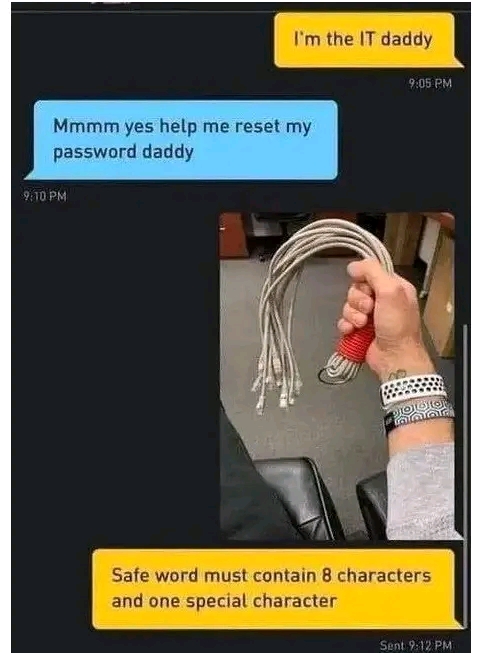 I'm the IT daddy
9:05 PM
Mmmm yes help me reset my
password daddy
9:10 PM
Safe word must contain 8 characters
and one special character
Sent 9:12 PM